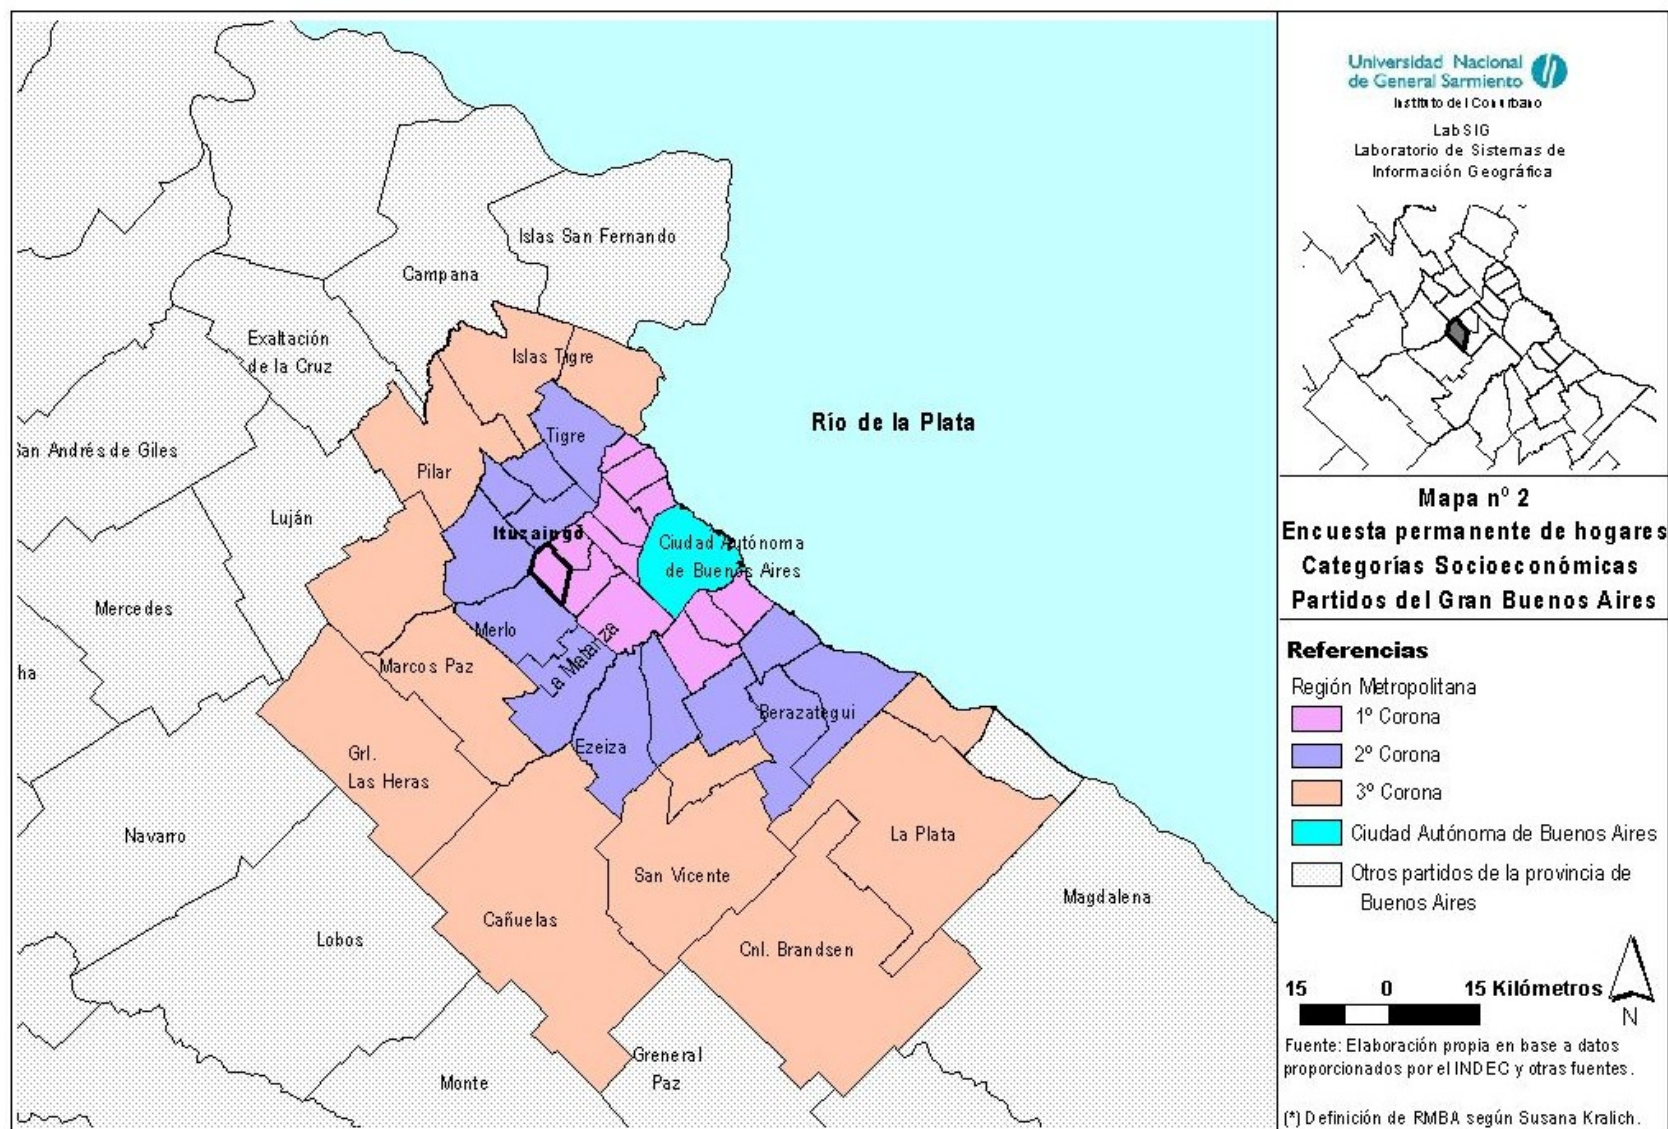 Islas San Fernando
Campana
Exaltación
de la Cruz
Islas Tigre
Río de la Plata
Tigre
San Andrés de Giles
Pilar
Luján
Ituzaingó
Ciudad Autónoma
de Buenos Aires
Mercedes
Merlo
La Matanza
Marcos Paz
ha
Berazategui
Ezeiza
Grl.
Las Heras
Navarro
La Plata
San Vicente
Magdalena
Cañuelas
Lobos
Cnl. Brandsen
Greneral
Paz
Monte
Universidad Nacional
de General Sarmiento
Instituto del Conurbano
LabSIG
Laboratorio de Sistemas de
Información Geográfica
Mapa nº 2
Encuesta permanente de hogares
Categorías Socioeconómicas
Partidos del Gran Buenos Aires
Referencias
Región Metropolitana
1º Corona
2º Corona
3º Corona
Ciudad Autónoma de Buenos Aires
Otros partidos de la provincia de
Buenos Aires
15 0 15 Kilómetros
N
Fuente: Elaboración propia en base a datos
proporcionados por el INDEC y otras fuentes.
(*) Definición de RMBA según Susana Kralich.